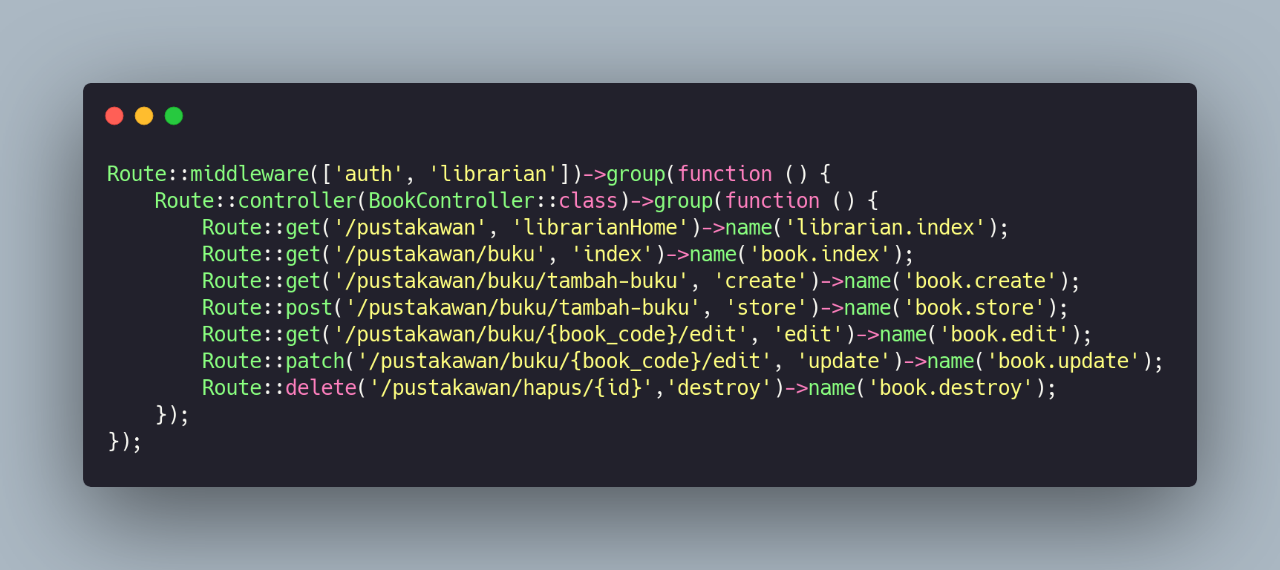 Route::middleware(['auth', 'librarian'])->group(function () {
    Route::controller(BookController::class)->group(function () {
        Route::get('/pustakawan', 'librarianHome')->name('librarian.index');
        Route::get('/pustakawan/buku', 'index')->name('book.index');
        Route::get('/pustakawan/buku/tambah-buku', 'create')->name('book.create');
        Route::post('/pustakawan/buku/tambah-buku', 'store')->name('book.store');
        Route::get('/pustakawan/buku/{book_code}/edit', 'edit')->name('book.edit');
        Route::patch('/pustakawan/buku/{book_code}/edit', 'update')->name('book.update');
        Route::delete('/pustakawan/hapus/{id}','destroy')->name('book.destroy');
    });
});